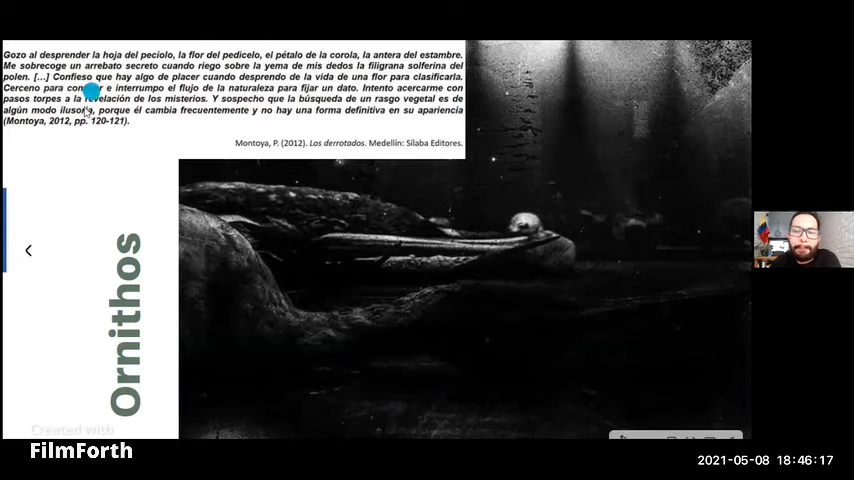 Gozo al desprender la hoja del peciolo, la flor del pedicelo, el pétalo de la corola, la antera del estambre.
Me sobrecoge un arrebato secreto cuando riego sobre la yema de mis dedos la filigrana solferina del
polen. [...] Confieso que hay algo de placer cuando desprendo de la vida de una flor para clasificarla.
Cerceno para e interrumpo el flujo de la naturaleza para fijar un dato. Intento acercarme con
pasos torpes a la revelación de los misterios. Y sospecho que la búsqueda de un rasgo vegetal es de
algún modo ilusoria, porque él cambia frecuentemente y no hay una forma definitiva en su apariencia
(Montoya, 2012, pp. 120-121).
Montoya, P. (2012). Los derrotados. Medellín: Sílaba Editores.
Ornithos
Created with
FilmForth
2021-05-08 18:46:17